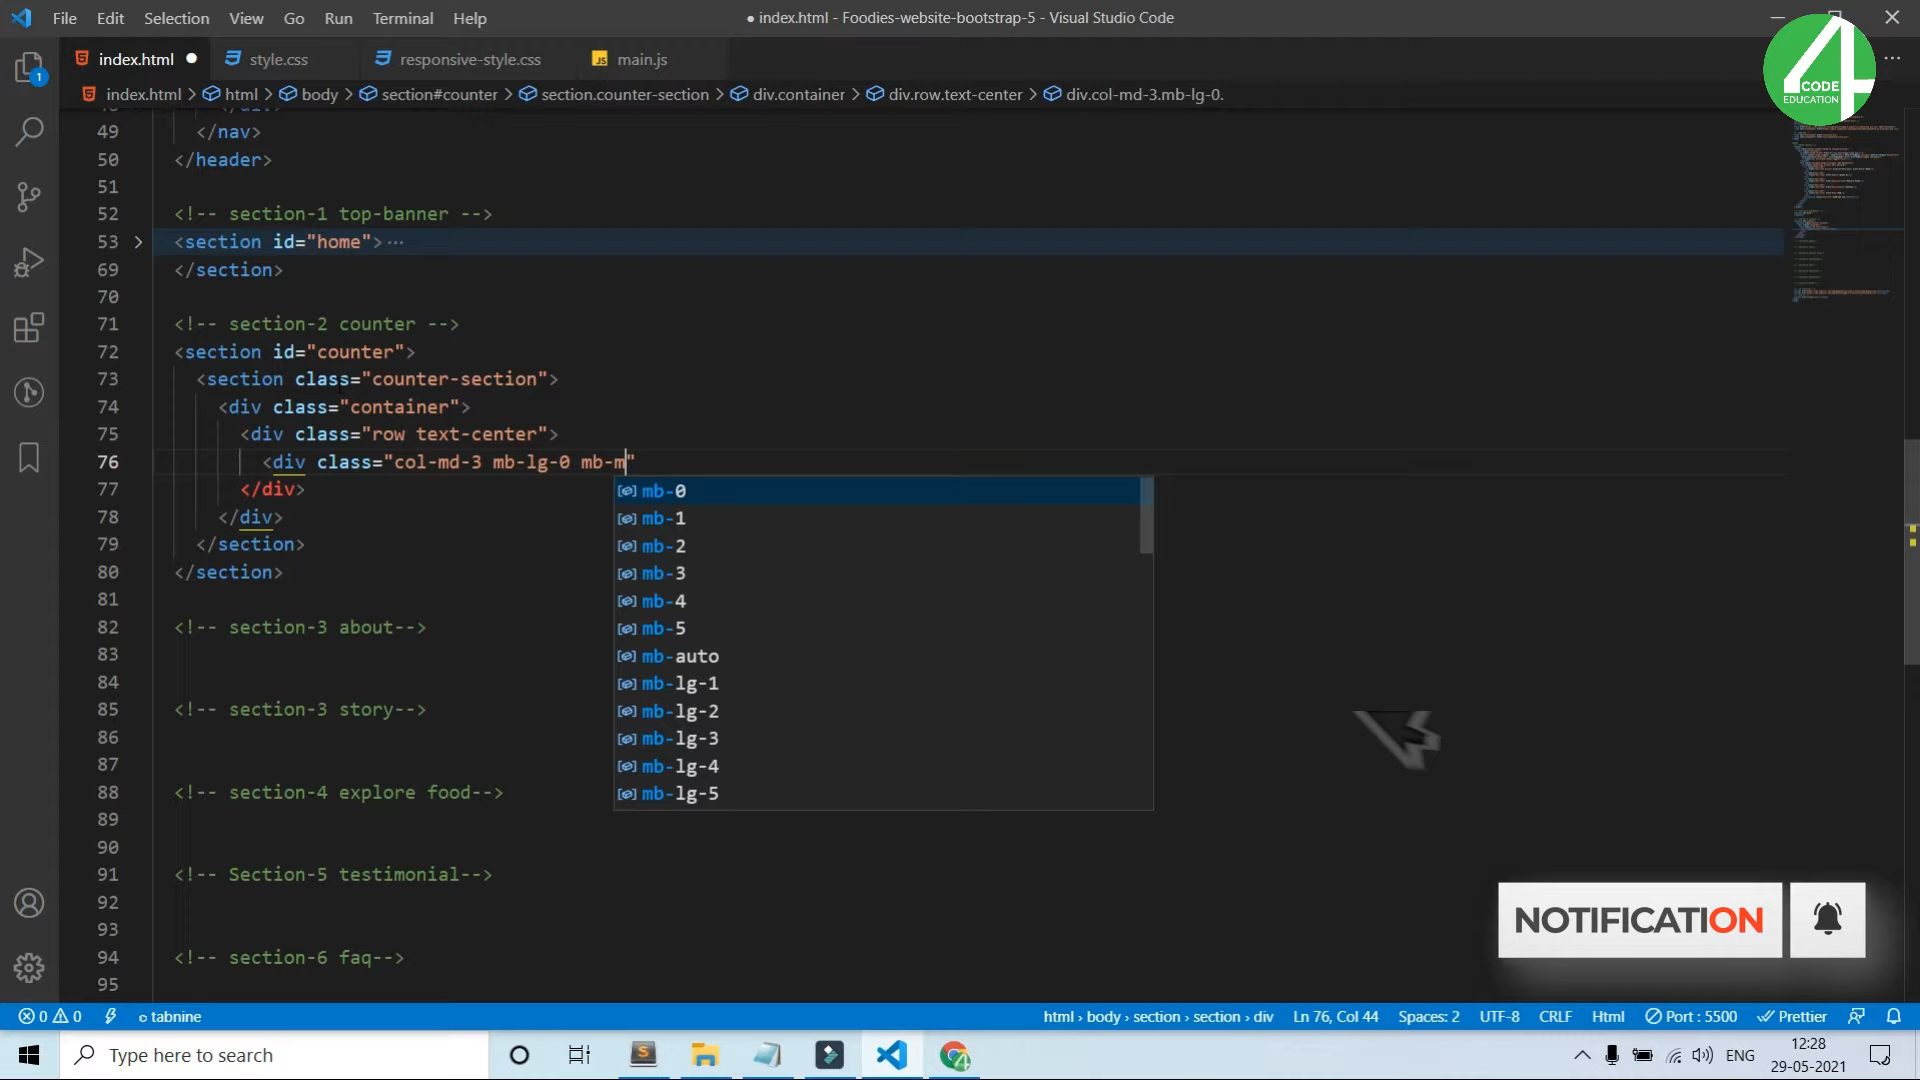 File Edit Selection View Go Run Terminal Help
● index.html - Foodies-website-bootstrap-5 - Visual Studio Code
index.html ● style.css responsive-style.css JS main.js
4 CODE EDUCATION
index.html > html > body > section#counter > section.counter-section > div.container > div.row.text-center > div.col-md-3.mb-lg-0.
1
49 </nav>
50 </header>
51
52 <!-- section-1 top-banner -->
53 <section id="home"> ...
69 </section>
70
71 <!-- section-2 counter -->
72 <section id="counter">
73 <section class="counter-section">
74 <div class="container">
75 <div class="row text-center">
76 <div class="col-md-3 mb-lg-0 mb-m"
77 </div>
78 </div>
79 </section>
80 </section>
81
82 <!-- section-3 about-->
83
84
85 <!-- section-3 story-->
86
87
88 <!-- section-4 explore food-->
89
90
91 <!-- Section-5 testimonial-->
92
93
94 <!-- section-6 faq-->
95
mb-0
mb-1
mb-2
mb-3
mb-4
mb-5
mb-auto
mb-lg-1
mb-lg-2
mb-lg-3
mb-lg-4
mb-lg-5
NOTIFICATION
0 0 tabnine
html > body > section > section > div Ln 76, Col 44 Spaces: 2 UTF-8 CRLF Html Port : 5500 Prettier
Type here to search
ENG
12:28
29-05-2021